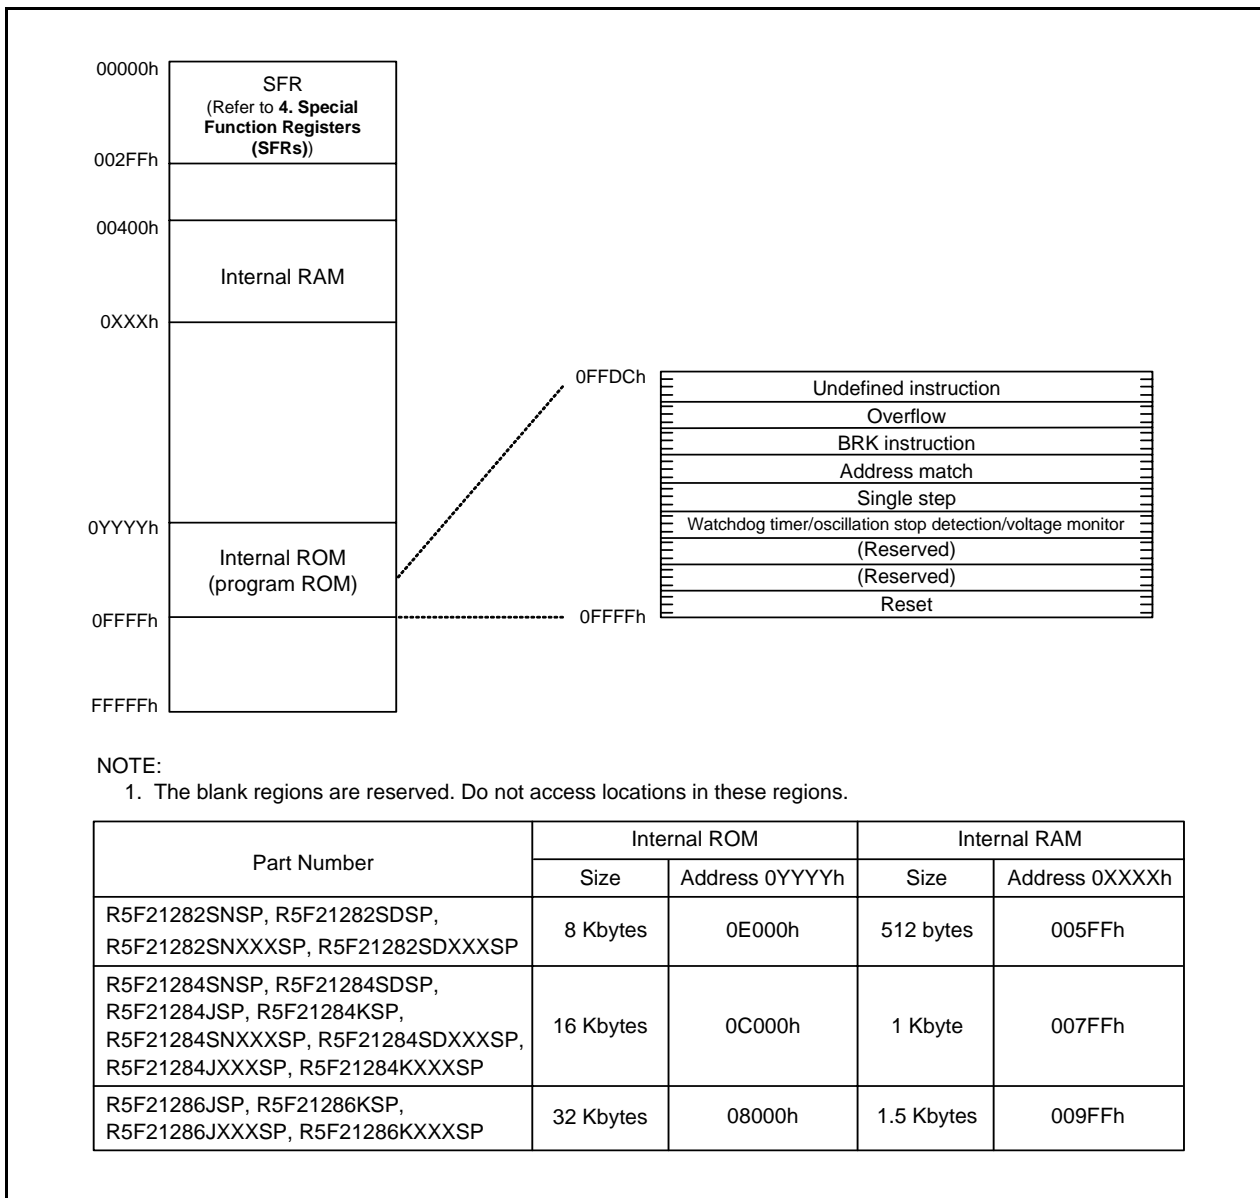 00000h
SFR
(Refer to 4. Special
Function Registers
(SFRs))
002FFh
00400h
Internal RAM
0XXXh
0YYYYh
Internal ROM
(program ROM)
0FFFFh
FFFFFh
0FFDCh
Undefined instruction
Overflow
BRK instruction
Address match
Single step
Watchdog timer/oscillation stop detection/voltage monitor
(Reserved)
(Reserved)
Reset
0FFFFh
NOTE:
1. The blank regions are reserved. Do not access locations in these regions.
Part Number
Internal ROM
Internal RAM
Size
Address 0YYYYh
Size
Address 0XXXXh
R5F21282SNSP, R5F21282SDSP,
R5F21282SNXXXSP, R5F21282SDXXXSP
8 Kbytes
0E000h
512 bytes
005FFh
R5F21284SNSP, R5F21284SDSP,
R5F21284JSP, R5F21284KSP,
R5F21284SNXXXSP, R5F21284SDXXXSP,
R5F21284JXXXSP, R5F21284KXXXSP
16 Kbytes
0C000h
1 Kbyte
007FFh
R5F21286JSP, R5F21286KSP,
R5F21286JXXXSP, R5F21286KXXXSP
32 Kbytes
08000h
1.5 Kbytes
009FFh